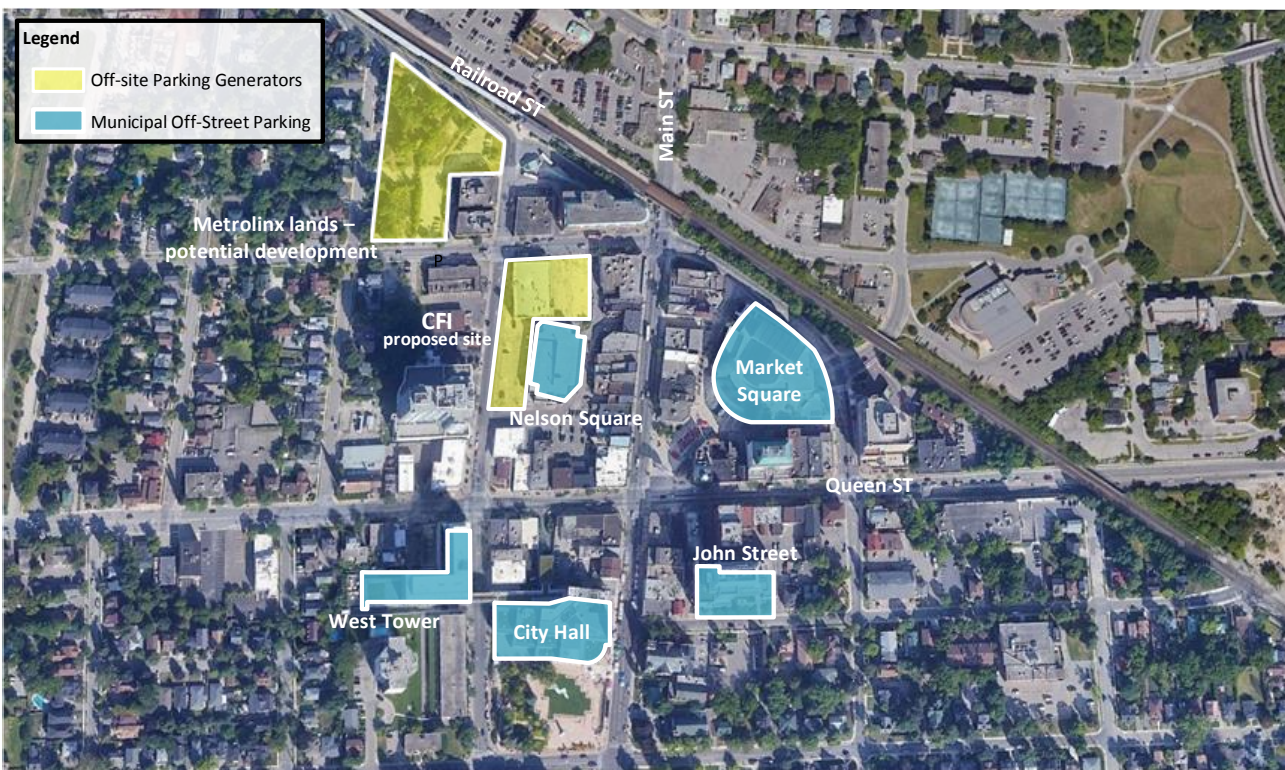 Legend
Off-site Parking Generators
Municipal Off-Street Parking
Railroad ST
Main ST
Metrolinx lands –
potential development
P
CFI
proposed site
Market
Square
Nelson Square
Queen ST
John Street
West Tower
City Hall